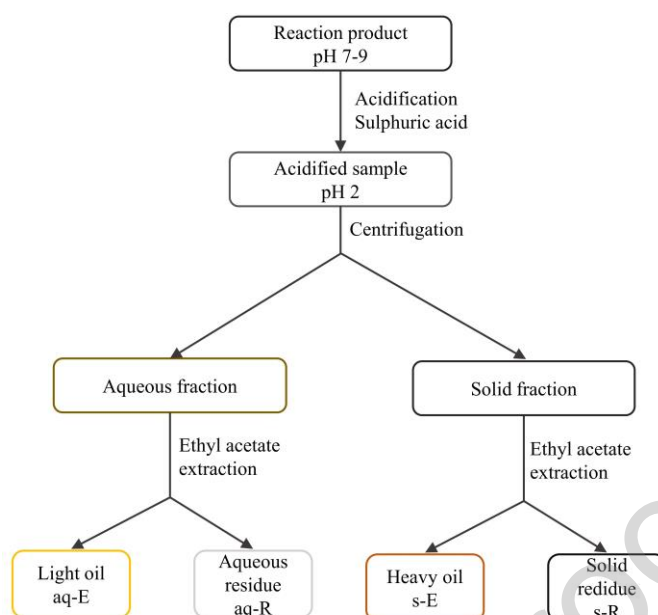 Reaction product
pH 7-9
Acidification
Sulphuric acid
Acidified sample
pH 2
Centrifugation
Aqueous fraction
Solid fraction
Ethyl acetate
extraction
Ethyl acetate
extraction
Light oil
aq-E
Aqueous
residue
aq-R
Heavy oil
s-E
Solid
redidue
s-R